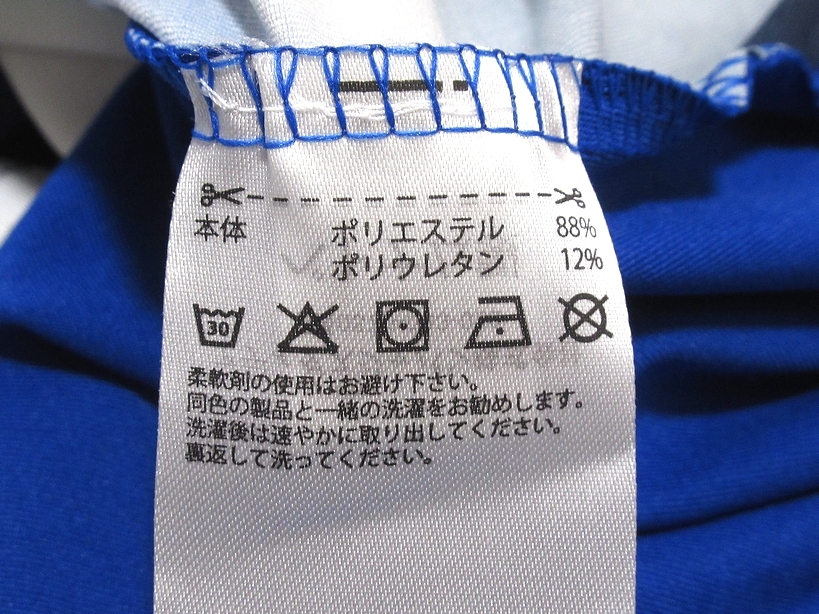 本体 ポリエステル 88%
ポリウレタン 12%
30
柔軟剤の使用はお避け下さい。
同色の製品と一緒の洗濯をお勧めします。
洗濯後は速やかに取り出してください。
裏返して洗ってください。